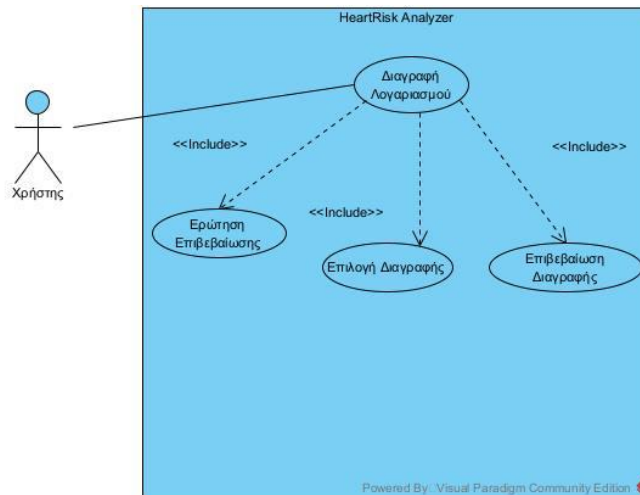 HeartRisk Analyzer
Διαγραφή
Λογαριασμού
<<Include>>
<<Include>>
Χρήστης
Ερώτηση
Επιβεβαίωσης
<<Include>>
Επιλογή Διαγραφής
Επιβεβαίωση
Διαγραφής
Powered By Visual Paradigm Community Edition